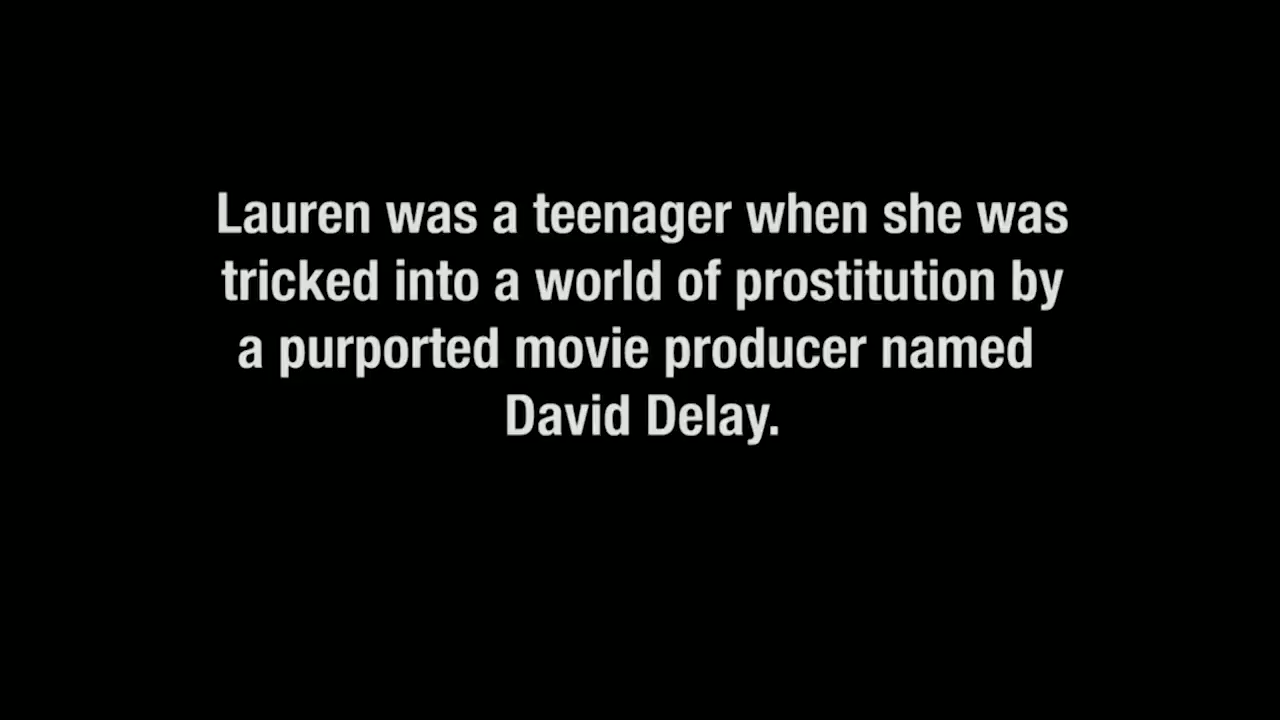 Lauren was a teenager when she was
tricked into a world of prostitution by
a purported movie producer named
David Delay.